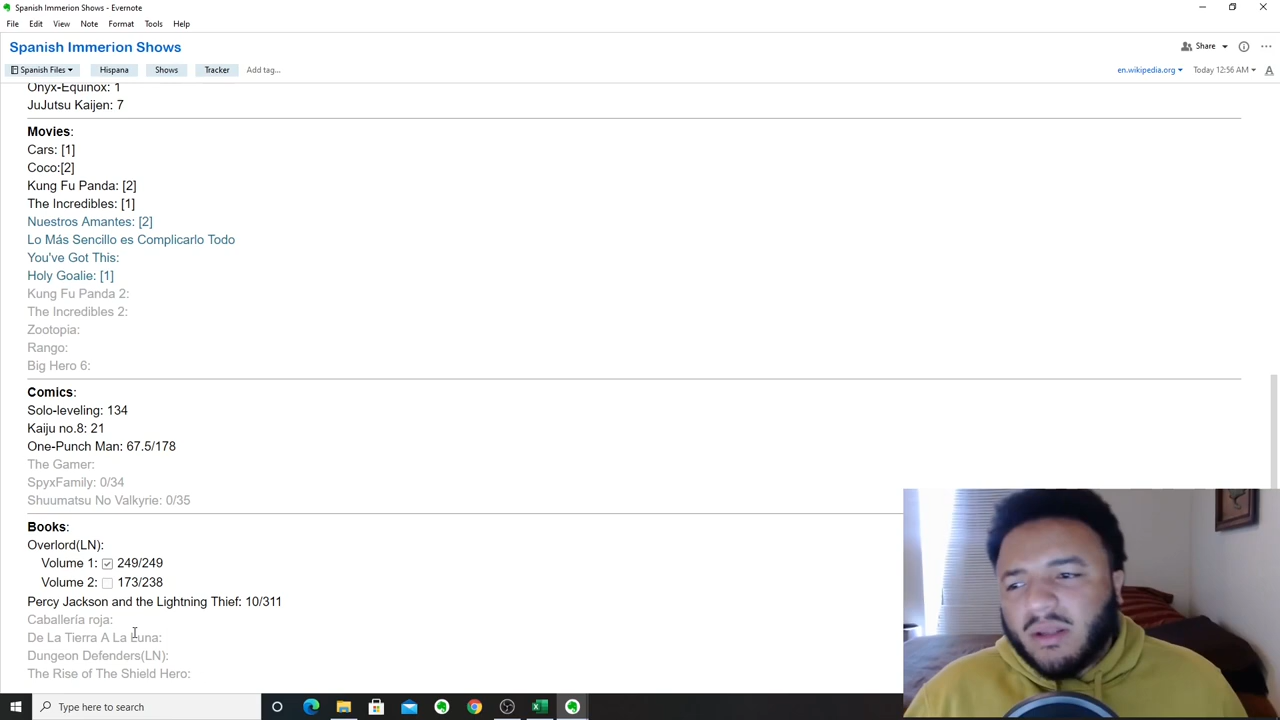 Spanish Immerion Shows - Evernote
File Edit View Note Format Tools Help
Spanish Immerion Shows
Share
Spanish Files Hispana Shows Tracker Add tag...
en.wikipedia.org Today 12:56 AM
Onyx-Equinox: 1
JuJutsu Kaijen: 7
Movies:
Cars: [1]
Coco:[2]
Kung Fu Panda: [2]
The Incredibles: [1]
Nuestros Amantes: [2]
Lo Más Sencillo es Complicarlo Todo
You've Got This:
Holy Goalie: [1]
Kung Fu Panda 2:
The Incredibles 2:
Zootopia:
Rango:
Big Hero 6:
Comics:
Solo-leveling: 134
Kaiju no.8: 21
One-Punch Man: 67.5/178
The Gamer:
SpyxFamily: 0/34
Shuumatsu No Valkyrie: 0/35
Books:
Overlord(LN):
Volume 1: 249/249
Volume 2: 173/238
Percy Jackson and the Lightning Thief: 10/311
Caballería roja:
De La Tierra A La Luna:
Dungeon Defenders(LN):
The Rise of The Shield Hero:
Type here to search